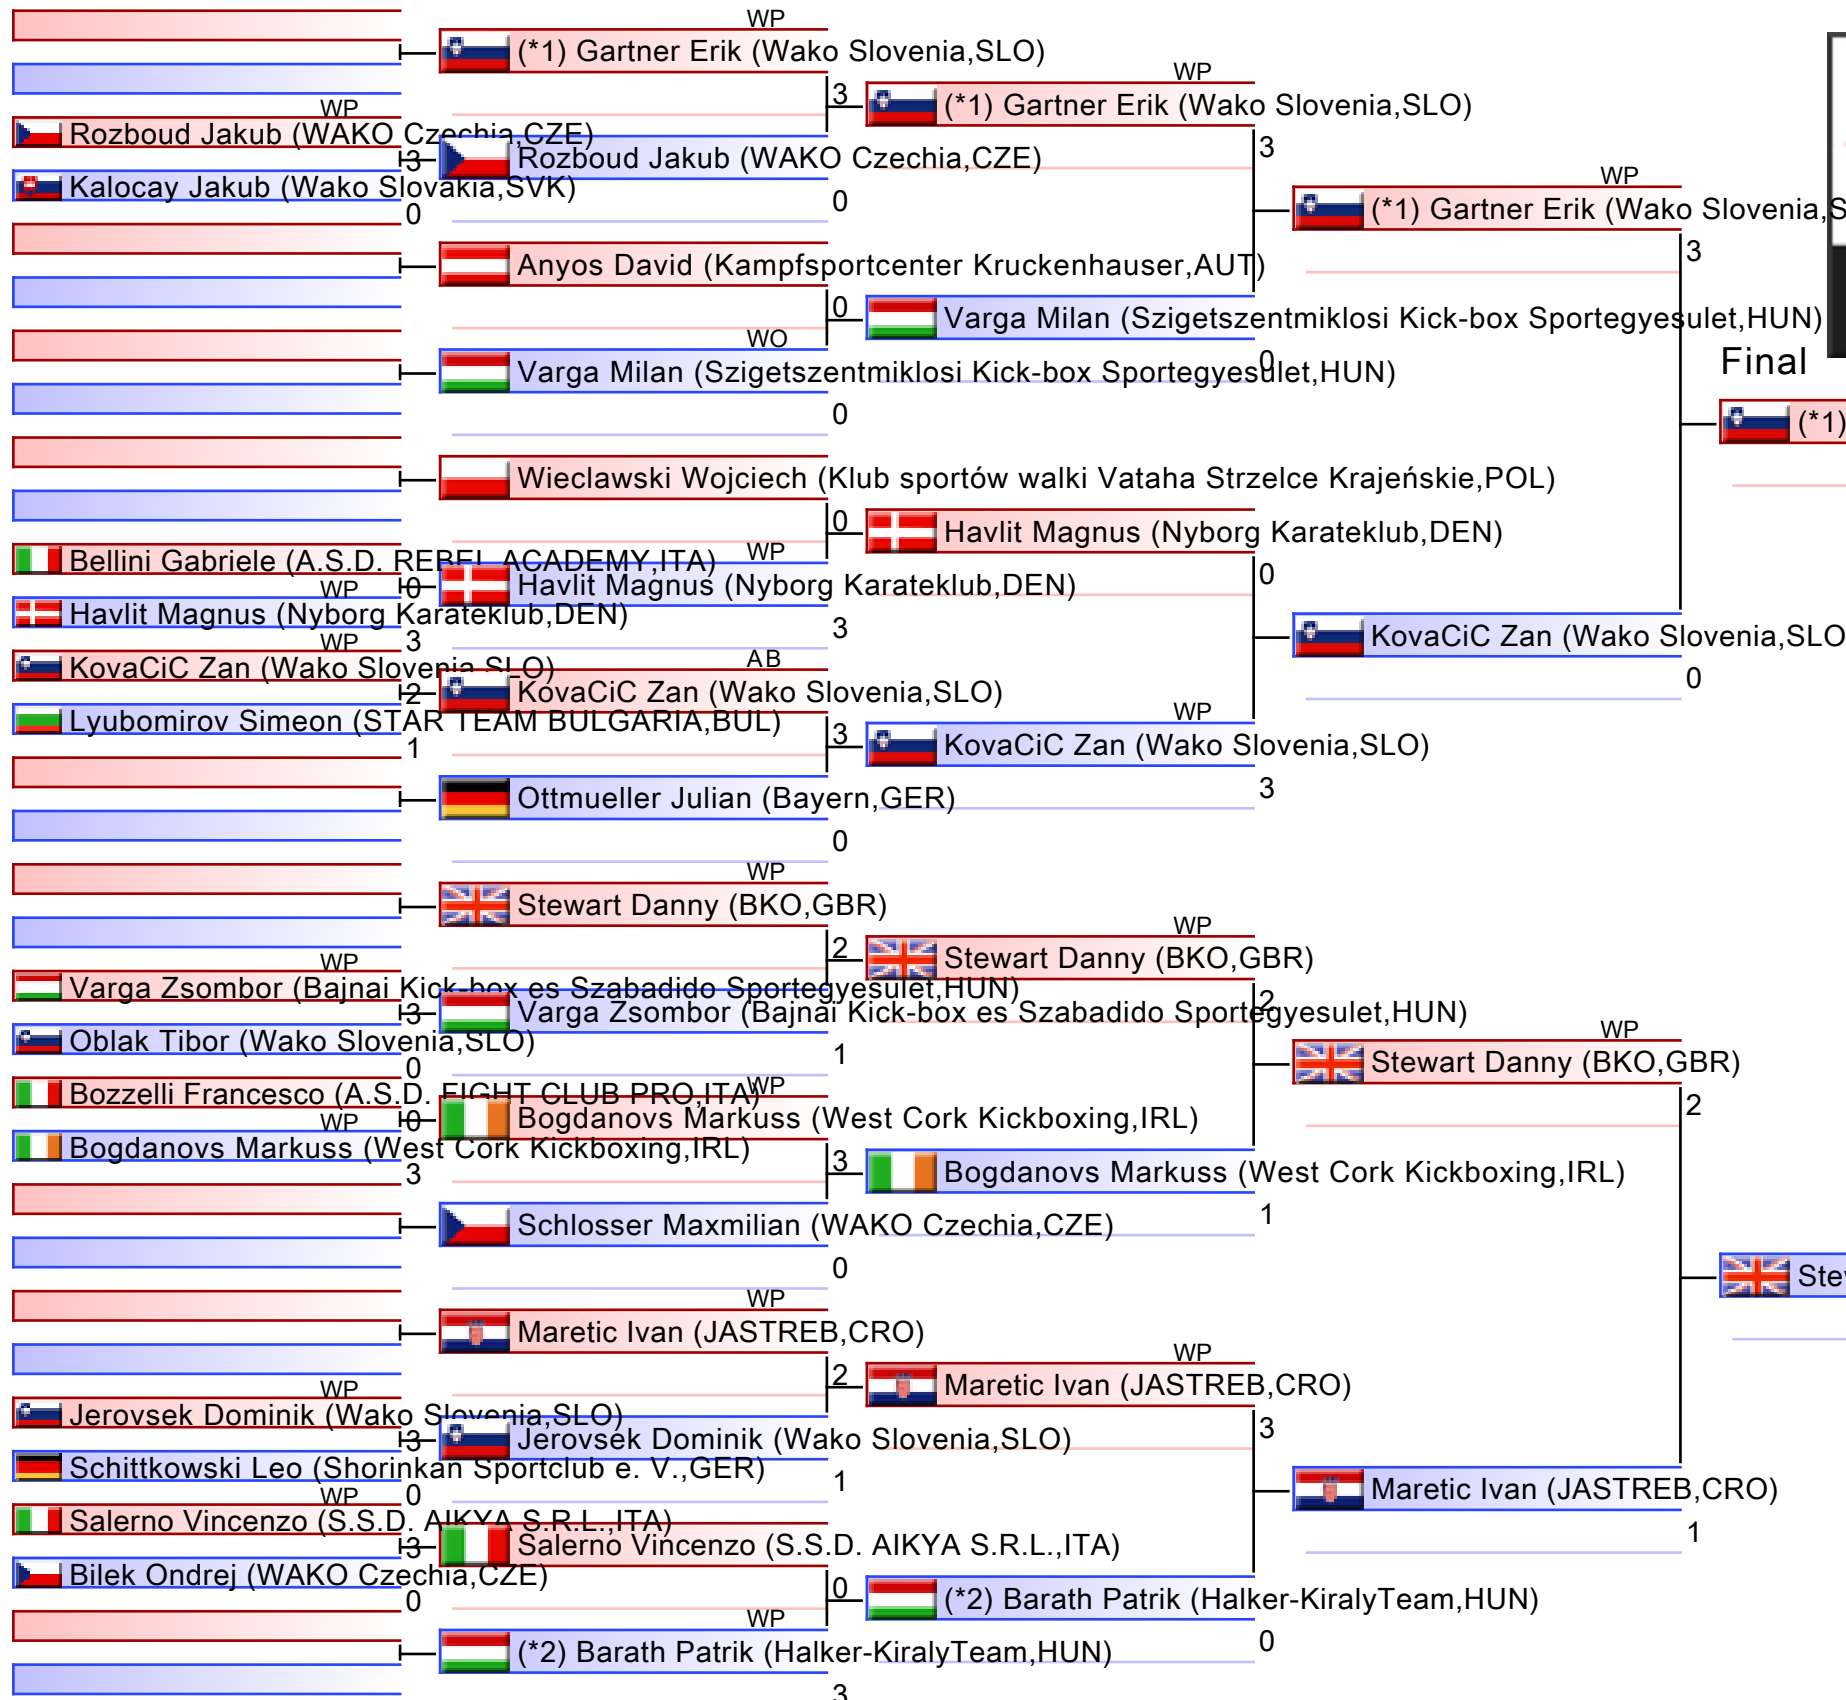 WP
(*1) Gartner Erik (Wako Slovenia,SLO)
3
WP
Rozboud Jakub (WAKO Czechia,CZE)
3
Kalocay Jakub (Wako Slovakia,SVK)
0
Rozboud Jakub (WAKO Czechia,CZE)
0
Anyos David (Kampfsportcenter Kruckenhauser,AUT)
0
WO
Varga Milan (Szigetszentmiklosi Kick-box Sportegyesulet,HUN)
0
Wieclawski Wojciech (Klub sportów walki Vataha Strzelce Krajeńskie,POL)
0
Bellini Gabriele (A.S.D. REBEL ACADEMY,ITA)
0
WP
Havlit Magnus (Nyborg Karateklub,DEN)
3
WP
Havlit Magnus (Nyborg Karateklub,DEN)
3
WP
KovaCiC Zan (Wako Slovenia,SLO)
2
Lyubomirov Simeon (STAR TEAM BULGARIA,BUL)
1
AB
KovaCiC Zan (Wako Slovenia,SLO)
3
Ottmueller Julian (Bayern,GER)
0
WP
Stewart Danny (BKO,GBR)
2
WP
Varga Zsombor (Bajnai Kick-box es Szabadido Sportegyesulet,HUN)
3
Oblak Tibor (Wako Slovenia,SLO)
0
Varga Zsombor (Bajnai Kick-box es Szabadido Sportegyesulet,HUN)
1
Bozzelli Francesco (A.S.D. FIGHT CLUB PRO,ITA)
0
WP
Bogdanovs Markuss (West Cork Kickboxing,IRL)
3
WP
Bogdanovs Markuss (West Cork Kickboxing,IRL)
3
Schlosser Maxmilian (WAKO Czechia,CZE)
0
WP
Maretic Ivan (JASTREB,CRO)
2
WP
Jerovsek Dominik (Wako Slovenia,SLO)
3
Schittkowski Leo (Shorinkan Sportclub e. V.,GER)
0
Jerovsek Dominik (Wako Slovenia,SLO)
1
WP
Salerno Vincenzo (S.S.D. AIKYA S.R.L.,ITA)
3
Bilek Ondrej (WAKO Czechia,CZE)
0
Salerno Vincenzo (S.S.D. AIKYA S.R.L.,ITA)
0
WP
(*2) Barath Patrik (Halker-KiralyTeam,HUN)
3
WP
(*1) Gartner Erik (Wako Slovenia,SLO)
3
Varga Milan (Szigetszentmiklosi Kick-box Sportegyesulet,HUN)
0
Havlit Magnus (Nyborg Karateklub,DEN)
0
WP
KovaCiC Zan (Wako Slovenia,SLO)
3
WP
Stewart Danny (BKO,GBR)
2
Bogdanovs Markuss (West Cork Kickboxing,IRL)
1
WP
Maretic Ivan (JASTREB,CRO)
3
(*2) Barath Patrik (Halker-KiralyTeam,HUN)
0
WP
(*1) Gartner Erik (Wako Slovenia,S
3
KovaCiC Zan (Wako Slovenia,SLO
0
WP
Stewart Danny (BKO,GBR)
2
Maretic Ivan (JASTREB,CRO)
1
Final
(*1)
Ste